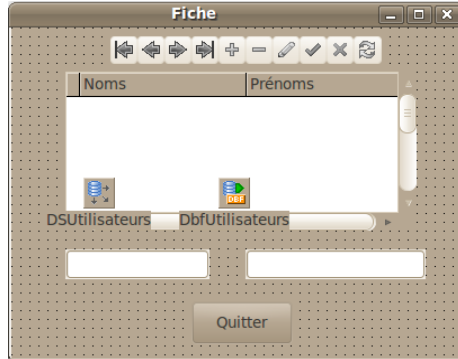 Fiche
Noms Prénoms
DBF
DSUtilisateurs DbfUtilisateurs
Quitter